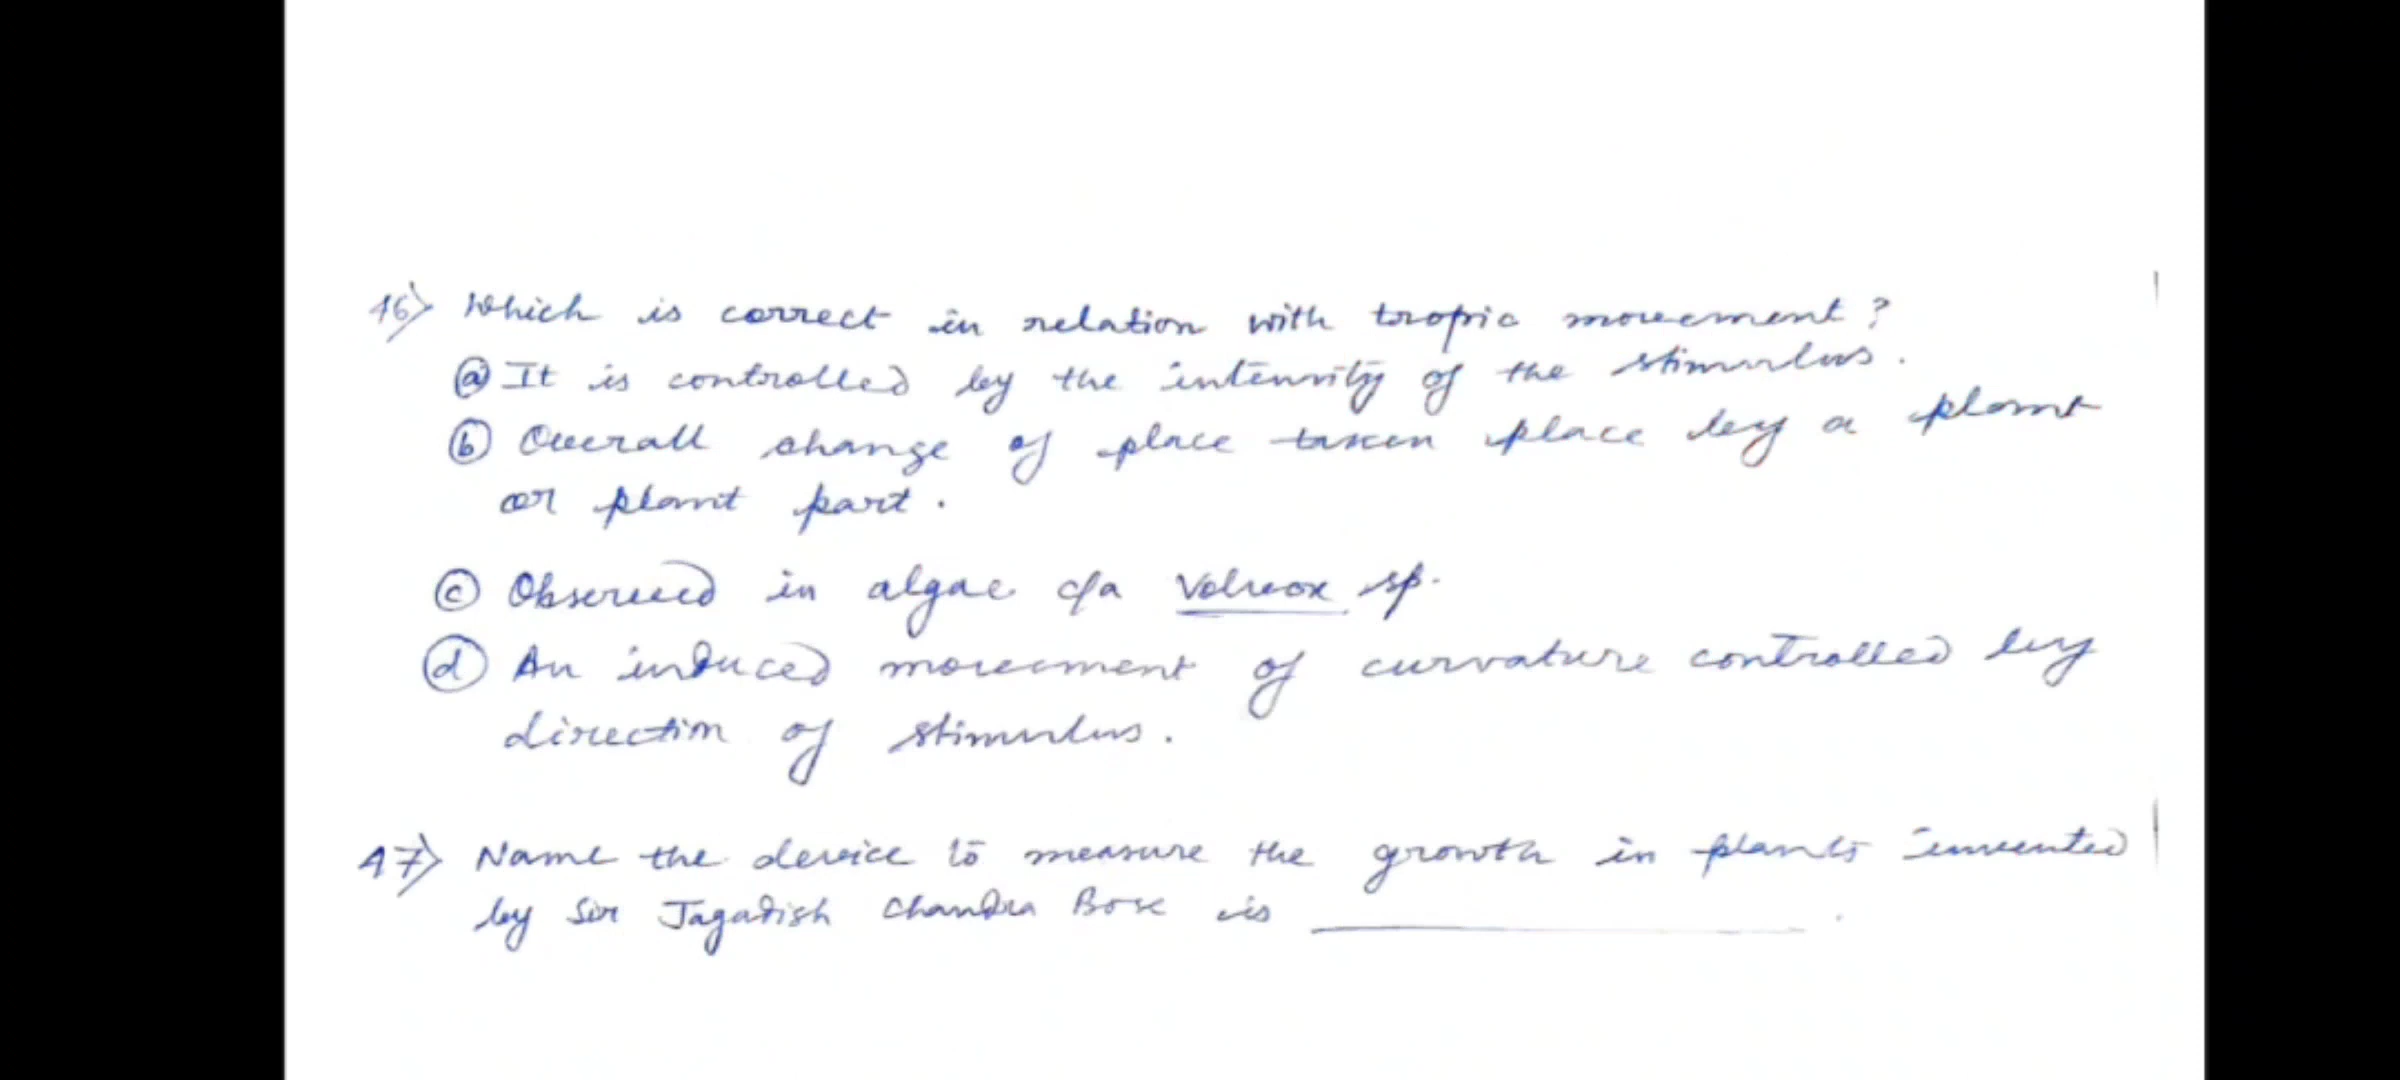 46) Which is correct in relation with tropic movement?
(a) It is controlled by the intensity of the stimulus.
(b) Overall change of place taken place by a plant
or plant part.
(c) Observed in algae c/a Volvox sp.
(d) An induced movement of curvature controlled by
direction of stimulus.
47) Name the device to measure the growth in plants invented
by Sir Jagadish Chandra Bose is ________.